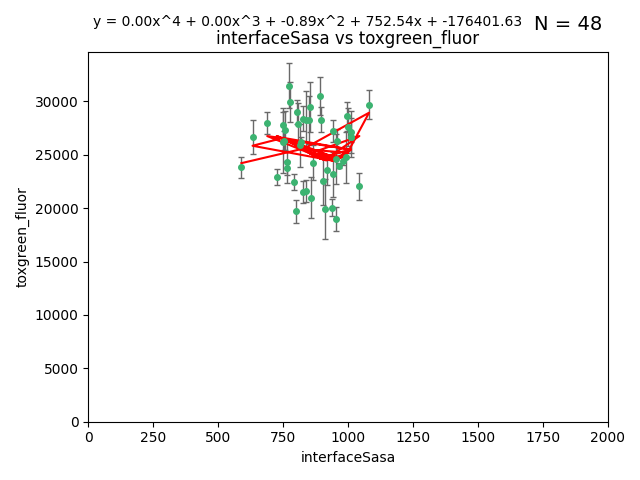 y = 0.00x^4 + 0.00x^3 + -0.89x^2 + 752.54x + -176401.63 N = 48
interfaceSasa vs toxgreen_fluor
30000
25000
20000
15000
10000
5000
0
toxgreen_fluor
0 250 500 750 1000 1250 1500 1750 2000
interfaceSasa